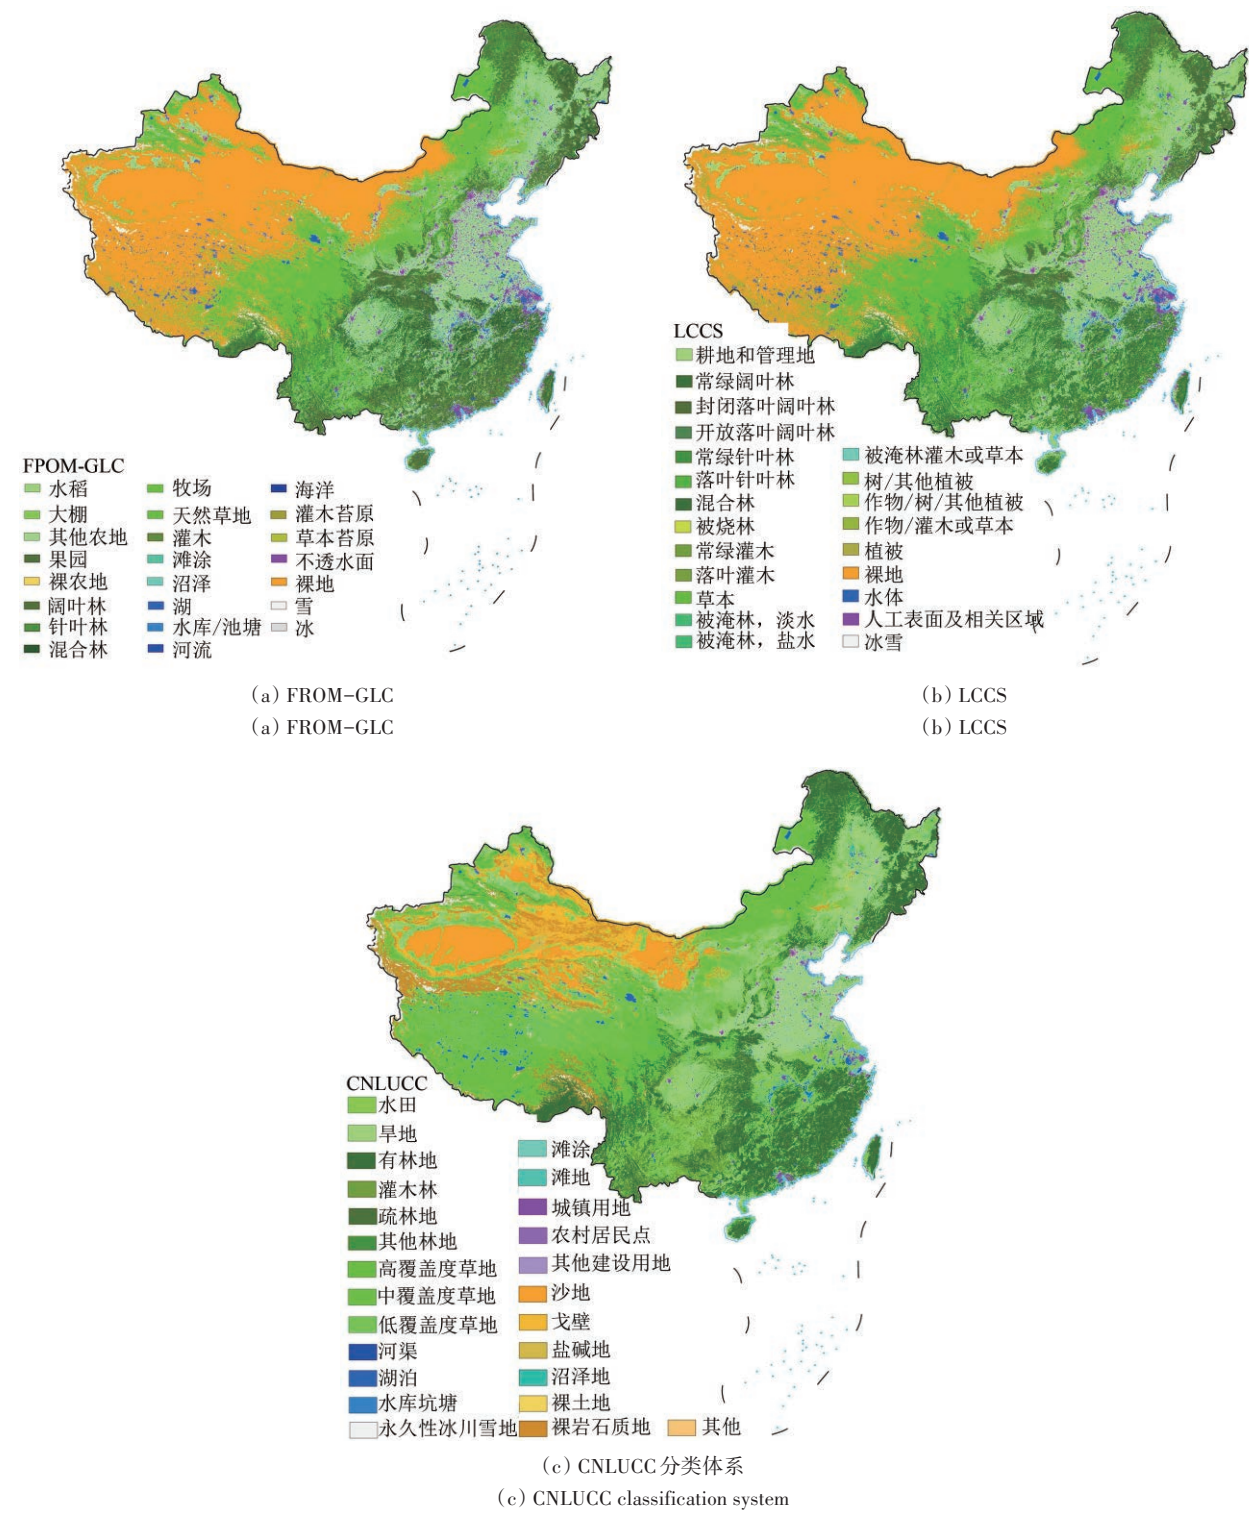 FPOM-GLC
水稻
大棚
其他农地
果园
裸农地
阔叶林
针叶林
混合林
牧场
天然草地
灌木
滩涂
沼泽
湖
水库/池塘
河流
海洋
灌木苔原
草本苔原
不透水面
裸地
雪
冰
(a) FROM-GLC
(a) FROM-GLC
LCCS
耕地和管理地
常绿阔叶林
封闭落叶阔叶林
开放落叶阔叶林
常绿针叶林
落叶针叶林
混合林
被烧林
常绿灌木
落叶灌木
草本
被淹林，淡水
被淹林，盐水
被淹林灌木或草本
树/其他植被
作物/树/其他植被
作物/灌木或草本
植被
裸地
水体
人工表面及相关区域
冰雪
(b) LCCS
(b) LCCS
CNLUCC
水田
旱地
有林地
灌木林
疏林地
其他林地
高覆盖度草地
中覆盖度草地
低覆盖度草地
河渠
湖泊
水库坑塘
永久性冰川雪地
滩涂
滩地
城镇用地
农村居民点
其他建设用地
沙地
戈壁
盐碱地
沼泽地
裸土地
裸岩石质地
其他
(c) CNLUCC分类体系
(c) CNLUCC classification system